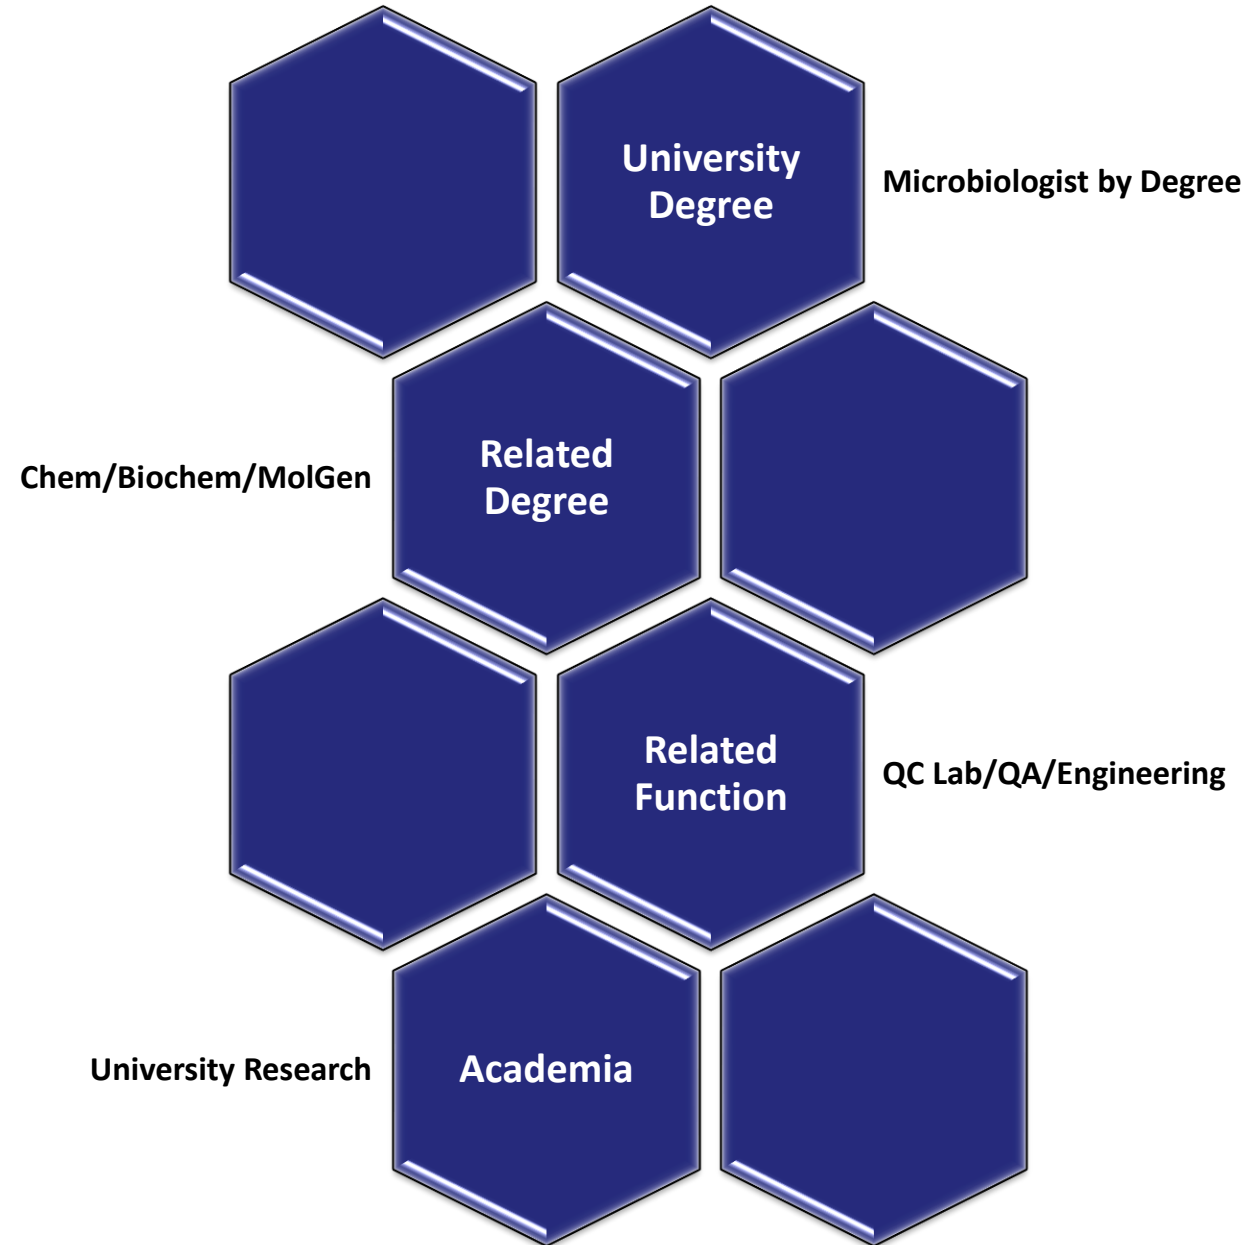 University
Degree
Microbiologist by Degree
Chem/Biochem/MolGen
Related
Degree
Related
Function
QC Lab/QA/Engineering
University Research
Academia